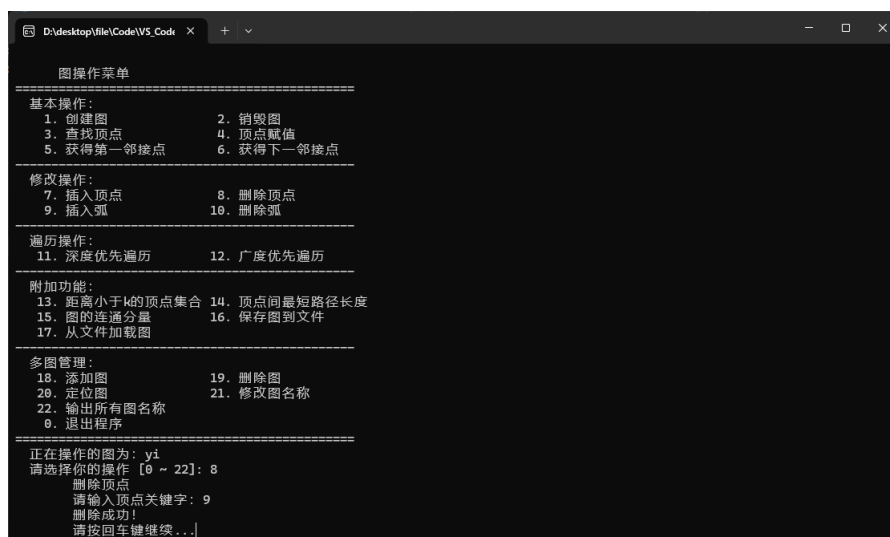 D:\desktop\file\Code\VS_Code
图操作菜单
===============================================
基本操作:
1. 创建图 2. 销毁图
3. 查找顶点 4. 顶点赋值
5. 获得第一邻接点 6. 获得下一邻接点
-----------------------------------------------
修改操作:
7. 插入顶点 8. 删除顶点
9. 插入弧 10. 删除弧
-----------------------------------------------
遍历操作:
11. 深度优先遍历 12. 广度优先遍历
-----------------------------------------------
附加功能:
13. 距离小于k的顶点集合 14. 顶点间最短路径长度
15. 图的连通分量 16. 保存图到文件
17. 从文件加载图
-----------------------------------------------
多图管理:
18. 添加图 19. 删除图
20. 定位图 21. 修改图名称
22. 输出所有图名称
0. 退出程序
===============================================
正在操作的图为: yi
请选择你的操作 [0 ~ 22]: 8
删除顶点
请输入顶点关键字: 9
删除成功!
请按回车键继续...